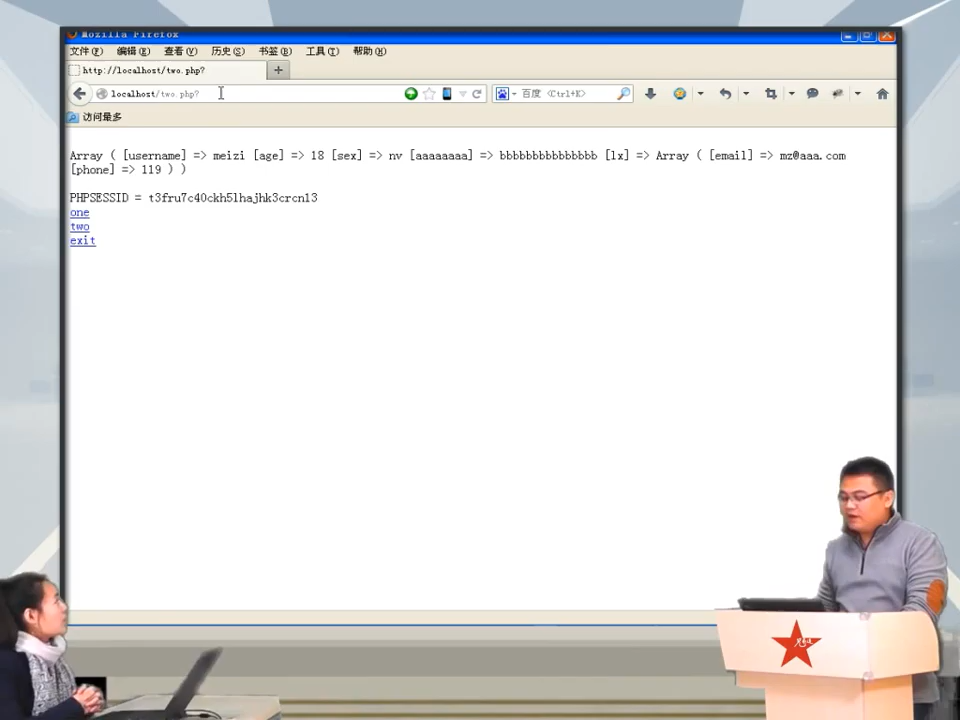 Mozilla Firefox
文件(F) 编辑(E) 查看(V) 历史(S) 书签(B) 工具(T) 帮助(H)
http://localhost/two.php?
localhost/two.php?
百度 <Ctrl+K>
访问最多
Array ( [username] => meizi [age] => 18 [sex] => nv [aaaaaaaa] => bbbbbbbbbbbbbbb [lx] => Array ( [email] => mz@aaa.com
[phone] => 119 ) )
PHPSESSID = t3fru7c40ckh5lhajhk3crcn13
one
two
exit